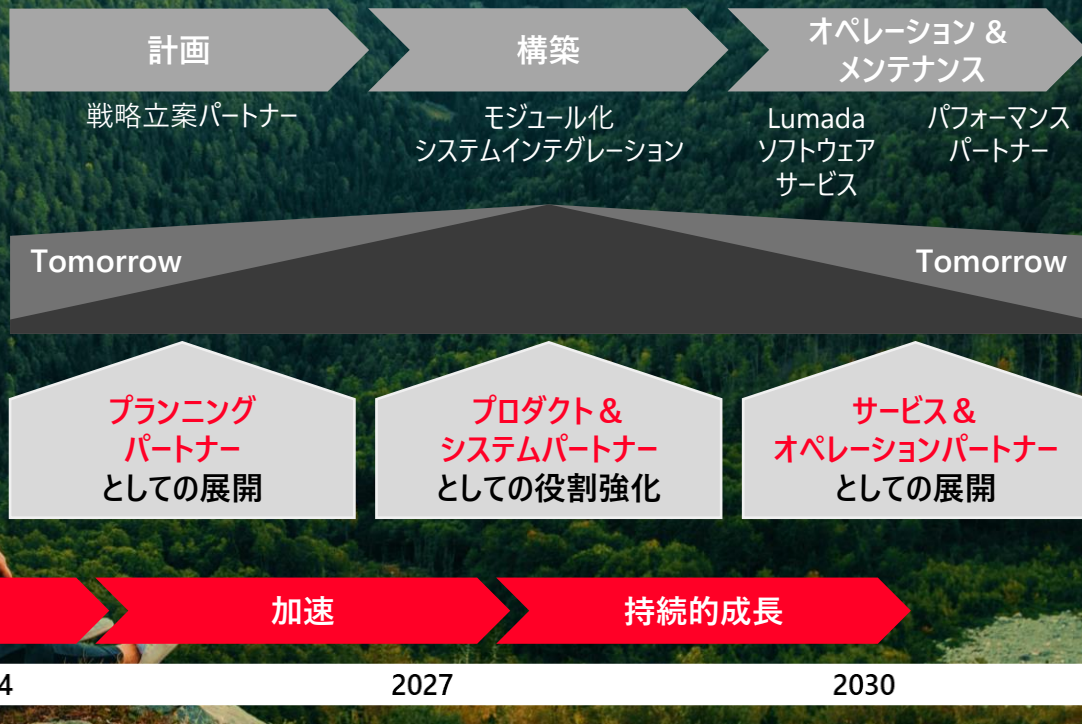 計画
構築
オペレーション &
メンテナンス
戦略立案パートナー
モジュール化
システムインテグレーション
Lumada
ソフトウェア
サービス
パフォーマンス
パートナー
Tomorrow
Tomorrow
プランニング
パートナー
としての展開
プロダクト &
システムパートナー
としての役割強化
サービス &
オペレーションパートナー
としての展開
加速
持続的成長
4
2027
2030